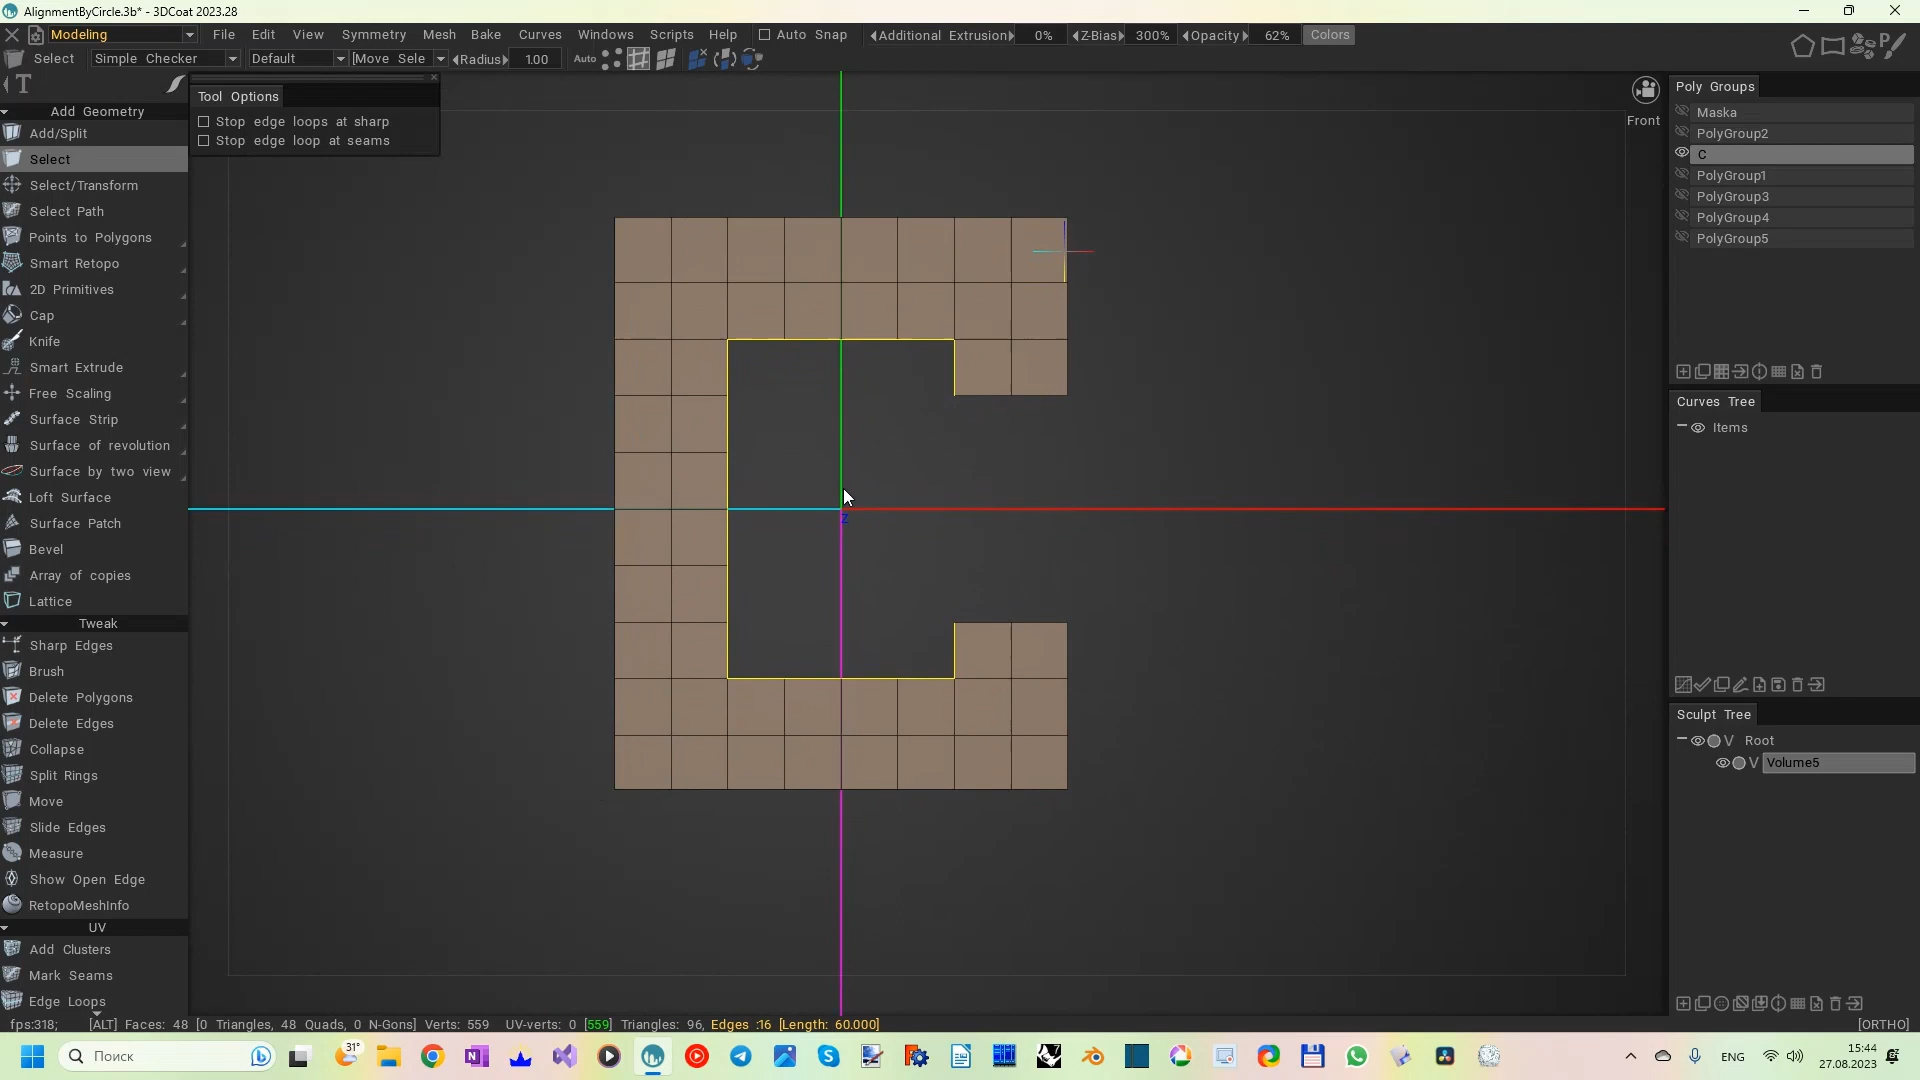 AlignmentByCircle.3b* - 3DCoat 2023.28
Modeling File Edit View Symmetry Mesh Bake Curves Windows Scripts Help Auto Snap Additional Extrusion 0% Z-Bias 300% Opacity 62% Colors
Select Simple Checker Default [Move Sele Radius 1.00 Auto
T
Tool Options
Stop edge loops at sharp
Stop edge loop at seams
Add Geometry
Add/Split
Select
Select/Transform
Select Path
Points to Polygons
Smart Retopo
2D Primitives
Cap
Knife
Smart Extrude
Free Scaling
Surface Strip
Surface of revolution
Surface by two view
Loft Surface
Surface Patch
Bevel
Array of copies
Lattice
Tweak
Sharp Edges
Brush
Delete Polygons
Delete Edges
Collapse
Split Rings
Move
Slide Edges
Measure
Show Open Edge
RetopoMeshInfo
UV
Add Clusters
Mark Seams
Edge Loops
Front
Z
Poly Groups
Maska
PolyGroup2
C
PolyGroup1
PolyGroup3
PolyGroup4
PolyGroup5
Curves Tree
Items
Sculpt Tree
V Root
V Volume5
fps:318; [ALT] Faces: 48 [0 Triangles, 48 Quads, 0 N-Gons] Verts: 559 UV-verts: 0 [559] Triangles: 96, Edges :16 [Length: 60.000] [ORTHO]
Поиск 31° ENG 15:44
27.08.2023